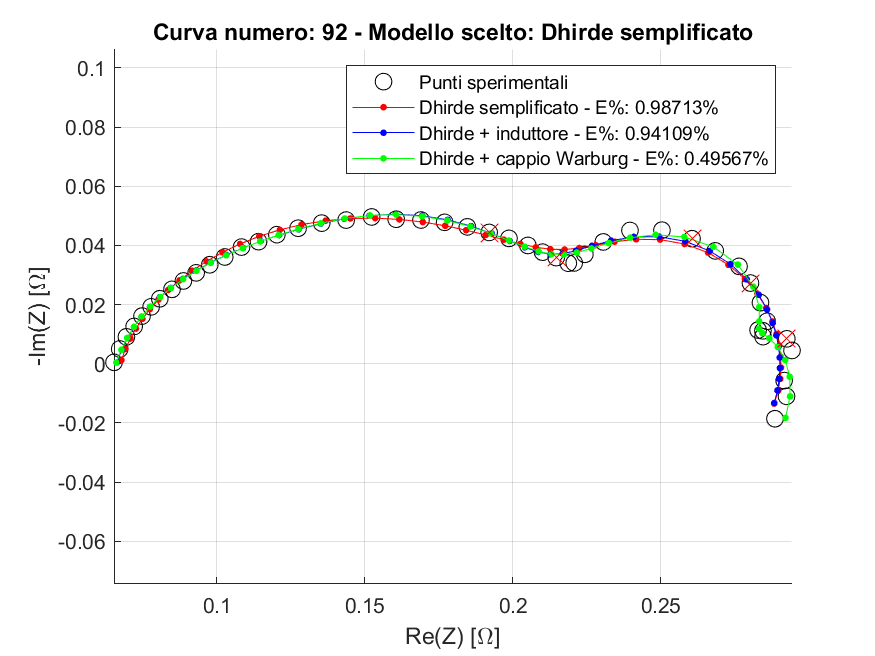 Curva numero: 92 - Modello scelto: Dhirde semplificato
Punti sperimentali
Dhirde semplificato - E%: 0.98713%
Dhirde + induttore - E%: 0.94109%
Dhirde + cappio Warburg - E%: 0.49567%
0.1
0.08
0.06
0.04
0.02
0
-0.02
-0.04
-0.06
-Im(Z) [Ω]
0.1
0.15
0.2
0.25
Re(Z) [Ω]